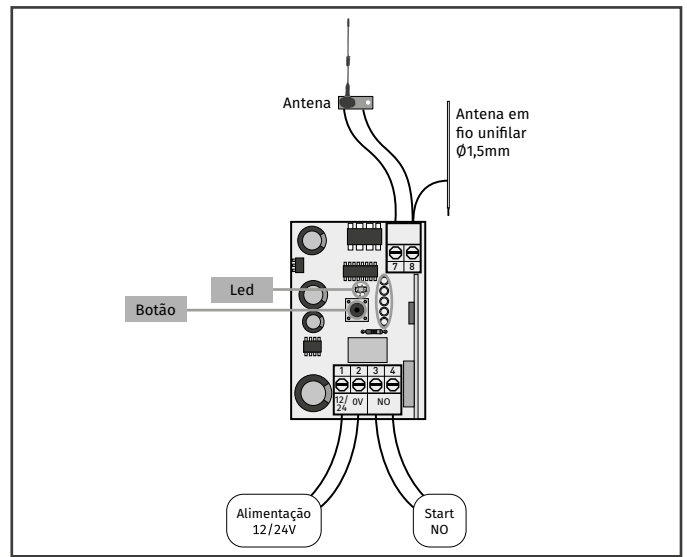 Antena
Antena em
fio unifilar
Ø1,5mm
7 8
Led
Botão
1 2 3 4
12/
24
0V
NO
Alimentação
12/24V
Start
NO